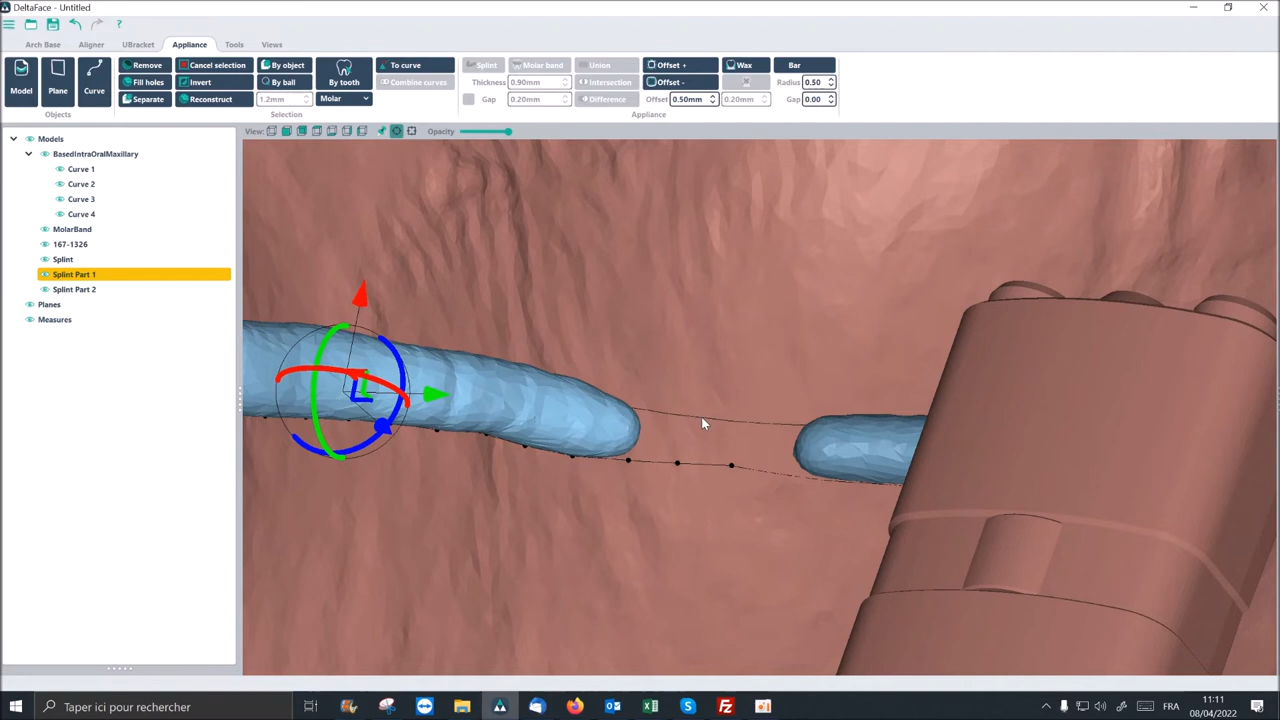 DeltaFace - Untitled
?
Arch Base Aligner UBracket Appliance Tools Views
Model Plane Curve
Remove Cancel selection By object To curve
Fill holes Invert By ball By tooth Combine curves
Separate Reconstruct 1.2mm Molar
Objects Selection
Splint Molar band Union Offset + Wax Bar
Thickness 0.90mm Intersection Offset - Radius 0.50
Gap 0.20mm Difference Offset 0.50mm 0.20mm Gap 0.00
Appliance
View: Opacity
Models
BasedIntraOralMaxillary
Curve 1
Curve 2
Curve 3
Curve 4
MolarBand
167-1326
Splint
Splint Part 1
Splint Part 2
Planes
Measures
Taper ici pour rechercher
FRA
11:11
08/04/2022